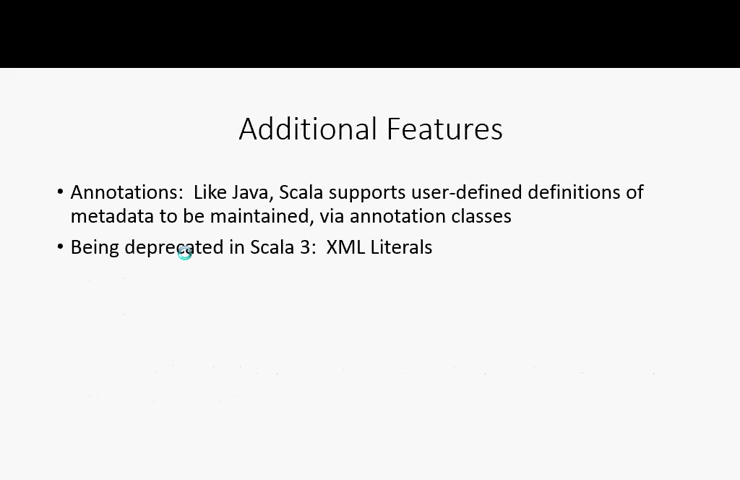 Additional Features
• Annotations:  Like Java, Scala supports user-defined definitions of
metadata to be maintained, via annotation classes
• Being deprecated in Scala 3:  XML Literals